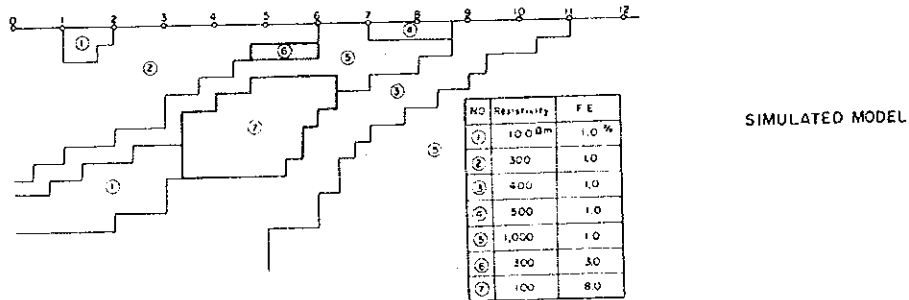 0 1 2 3 4 5 6 7 8 9 10 11 12
① ④
⑥
② ⑤
③
⑦ ⑤
①
NO Resistivity F E
① 100 Ωm 1.0 %
② 300 1.0
③ 400 1.0
④ 500 1.0
⑤ 1,000 1.0
⑥ 300 3.0
⑦ 100 8.0
SIMULATED MODEL